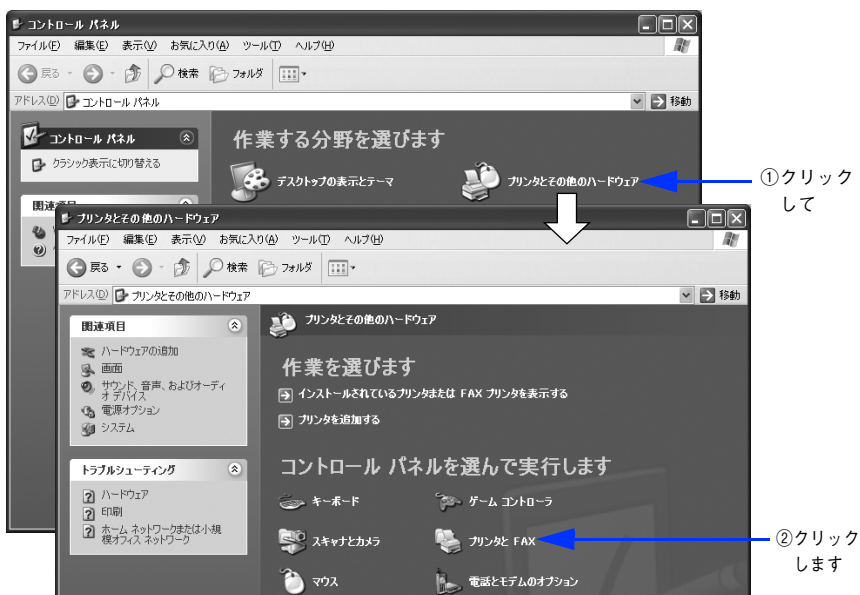 コントロール パネル
ファイル(F) 編集(E) 表示(V) お気に入り(A) ツール(T) ヘルプ(H)
戻る 検索 フォルダ
アドレス(D) コントロール パネル 移動
コントロール パネル
クラシック表示に切り替える
作業する分野を選びます
デスクトップの表示とテーマ
プリンタとその他のハードウェア
①クリック
して
プリンタとその他のハードウェア
ファイル(F) 編集(E) 表示(V) お気に入り(A) ツール(T) ヘルプ(H)
戻る 検索 フォルダ
アドレス(D) プリンタとその他のハードウェア 移動
関連項目
ハードウェアの追加
画面
サウンド、音声、およびオーディ
オ デバイス
電源オプション
システム
トラブルシューティング
ハードウェア
印刷
ホーム ネットワークまたは小規
模オフィス ネットワーク
プリンタとその他のハードウェア
作業を選びます
インストールされているプリンタまたは FAX プリンタを表示する
プリンタを追加する
コントロール パネルを選んで実行します
キーボード
ゲーム コントローラ
スキャナとカメラ
プリンタと FAX
マウス
電話とモデムのオプション
②クリック
します